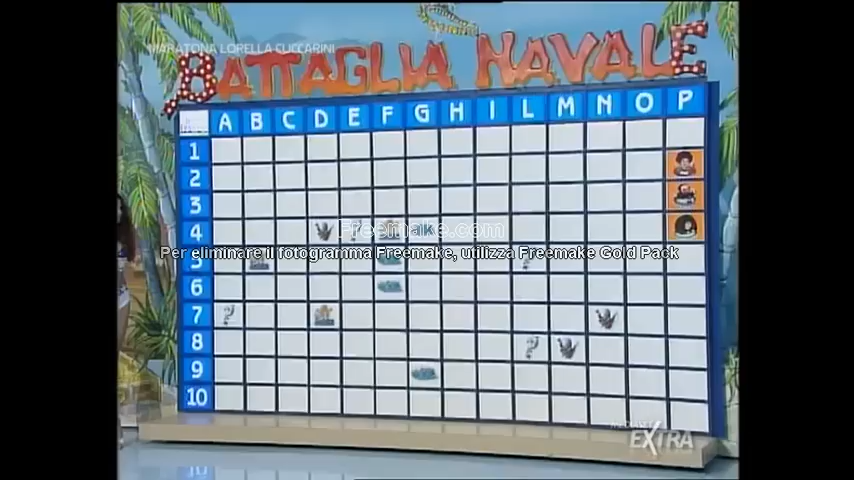 MARATONA LORELLA CUCCARINI
BATTAGLIA NAVALE
A B C D E F G H I L M N O P
1
2
3
4
Freemake.com
Per eliminare il fotogramma Freemake, utilizza Freemake Gold Pack
5
6
7
8
9
10
MEDIASET
EXTRA